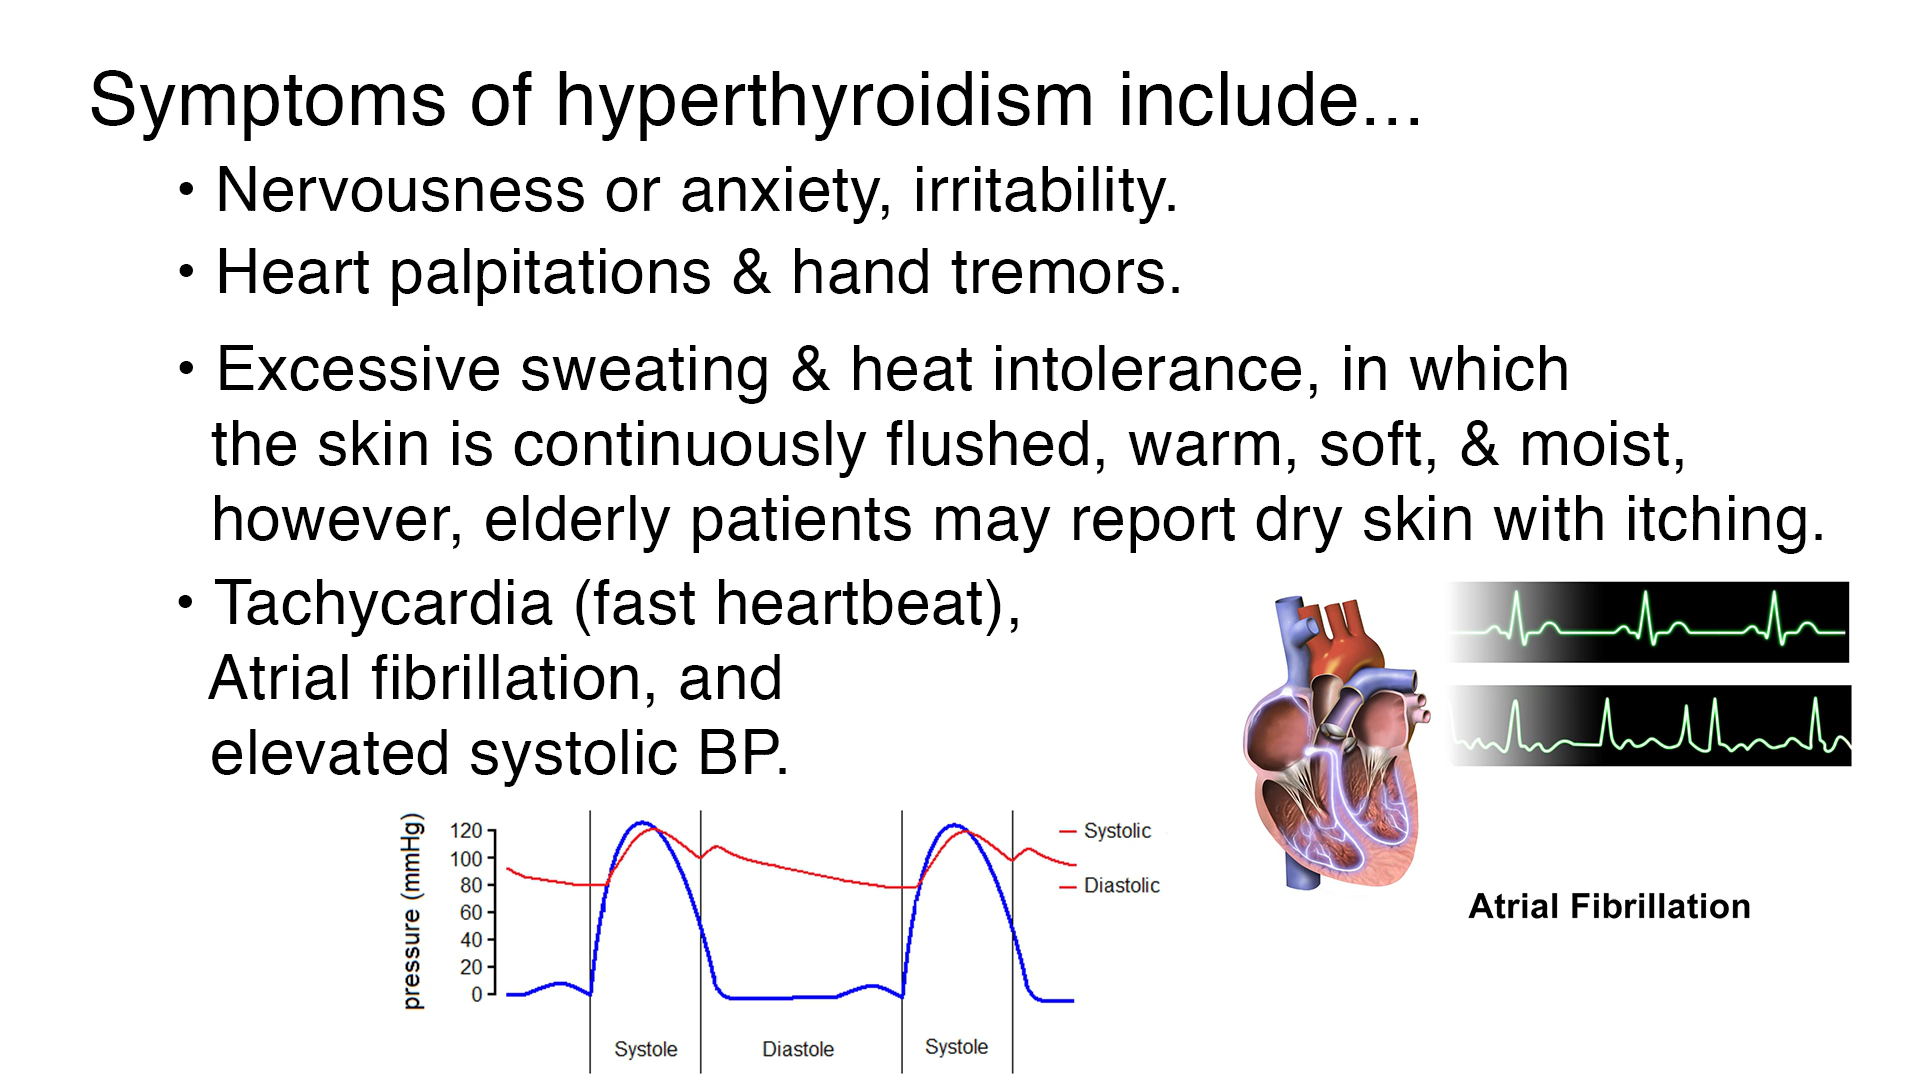 Symptoms of hyperthyroidism include...
• Nervousness or anxiety, irritability.
• Heart palpitations & hand tremors.
• Excessive sweating & heat intolerance, in which
the skin is continuously flushed, warm, soft, & moist,
however, elderly patients may report dry skin with itching.
• Tachycardia (fast heartbeat),
Atrial fibrillation, and
elevated systolic BP.
pressure (mmHg)
120
100
80
60
40
20
0
Systolic
Diastolic
Systole
Diastole
Systole
Atrial Fibrillation